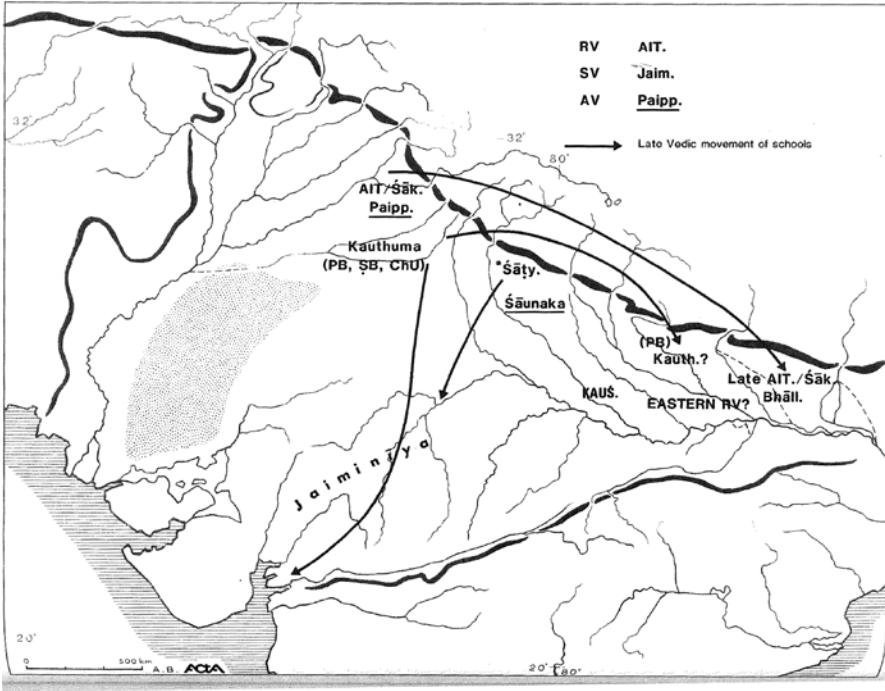 RV AIT.
SV Jaim.
AV Paipp.
32°
Late Vedic movement of schools
32°
80°
AIT/Śāk.
Paipp.
Kauthuma
(PB, ṢB, ChU)
*Śāṭy.
Śāunaka
(PB)
Kauth.?
Late AIT./Śāk.
Bhāll.
KAUŚ.
EASTERN RV?
Jaiminīya
20°
0 500 km
A.B. ACTA
20°
80°